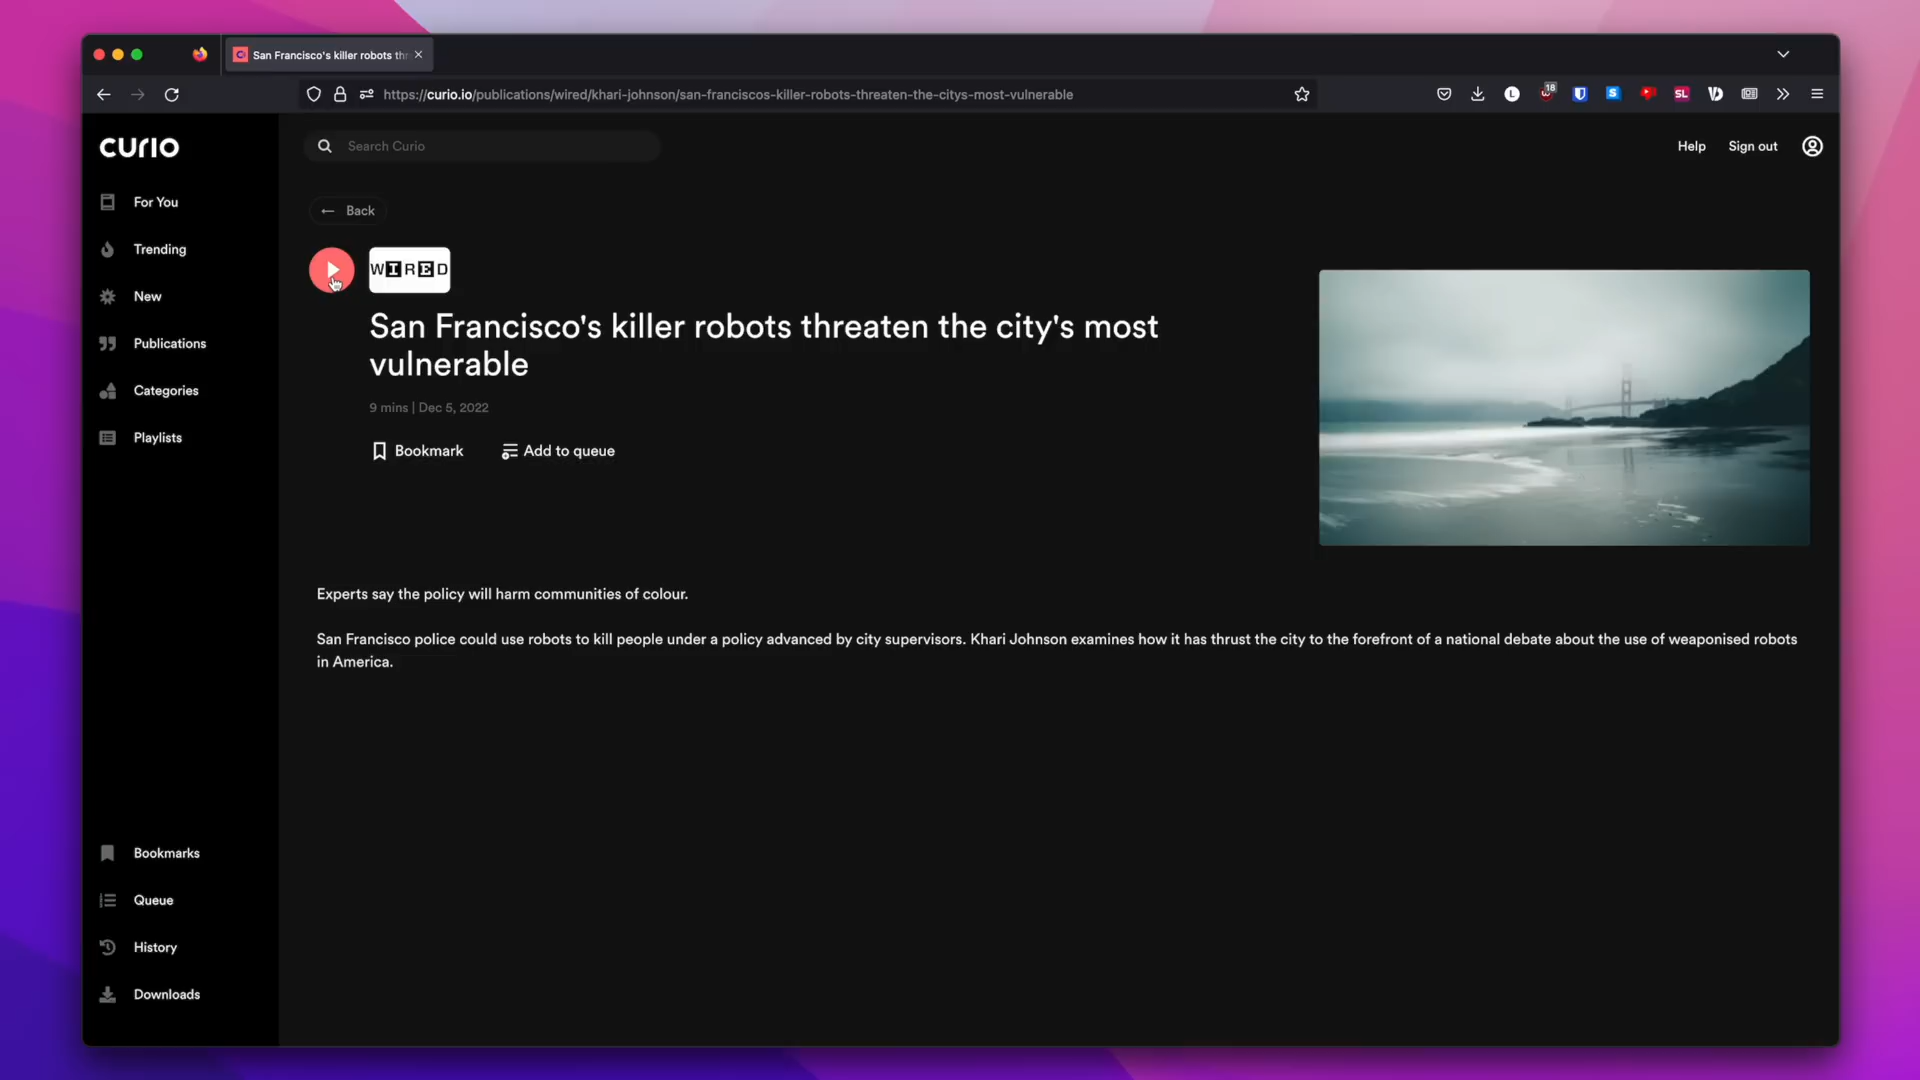 San Francisco's killer robots thr
https://curio.io/publications/wired/khari-johnson/san-franciscos-killer-robots-threaten-the-citys-most-vulnerable
18
L
S
SL
curio
Search Curio
Help
Sign out
For You
Trending
New
Publications
Categories
Playlists
Bookmarks
Queue
History
Downloads
Back
WIRED
San Francisco's killer robots threaten the city's most
vulnerable
9 mins | Dec 5, 2022
Bookmark
Add to queue
Experts say the policy will harm communities of colour.
San Francisco police could use robots to kill people under a policy advanced by city supervisors. Khari Johnson examines how it has thrust the city to the forefront of a national debate about the use of weaponised robots
in America.